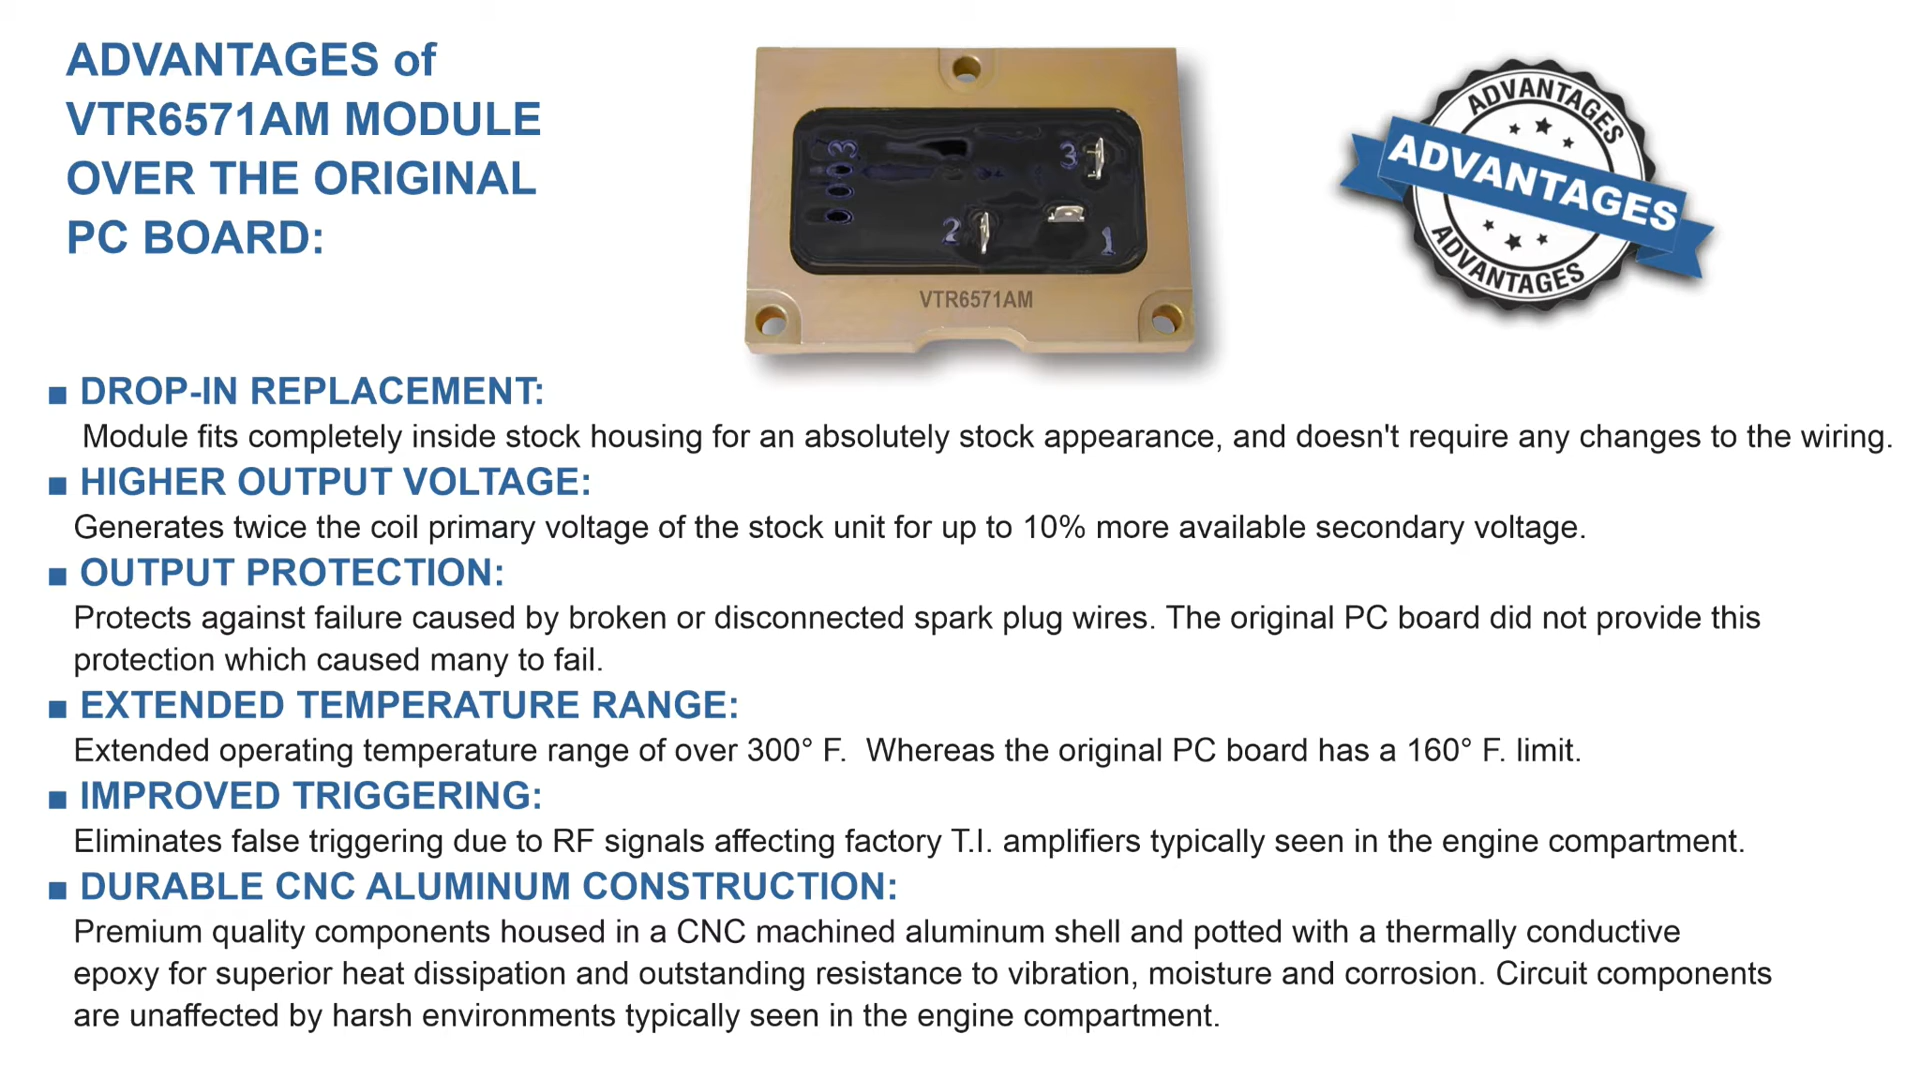 ADVANTAGES of
VTR6571AM MODULE
OVER THE ORIGINAL
PC BOARD:
3
3
2
1
VTR6571AM
ADVANTAGES
ADVANTAGES
ADVANTAGES
■ DROP-IN REPLACEMENT:
Module fits completely inside stock housing for an absolutely stock appearance, and doesn't require any changes to the wiring.
■ HIGHER OUTPUT VOLTAGE:
Generates twice the coil primary voltage of the stock unit for up to 10% more available secondary voltage.
■ OUTPUT PROTECTION:
Protects against failure caused by broken or disconnected spark plug wires. The original PC board did not provide this
protection which caused many to fail.
■ EXTENDED TEMPERATURE RANGE:
Extended operating temperature range of over 300° F.  Whereas the original PC board has a 160° F. limit.
■ IMPROVED TRIGGERING:
Eliminates false triggering due to RF signals affecting factory T.I. amplifiers typically seen in the engine compartment.
■ DURABLE CNC ALUMINUM CONSTRUCTION:
Premium quality components housed in a CNC machined aluminum shell and potted with a thermally conductive
epoxy for superior heat dissipation and outstanding resistance to vibration, moisture and corrosion. Circuit components
are unaffected by harsh environments typically seen in the engine compartment.